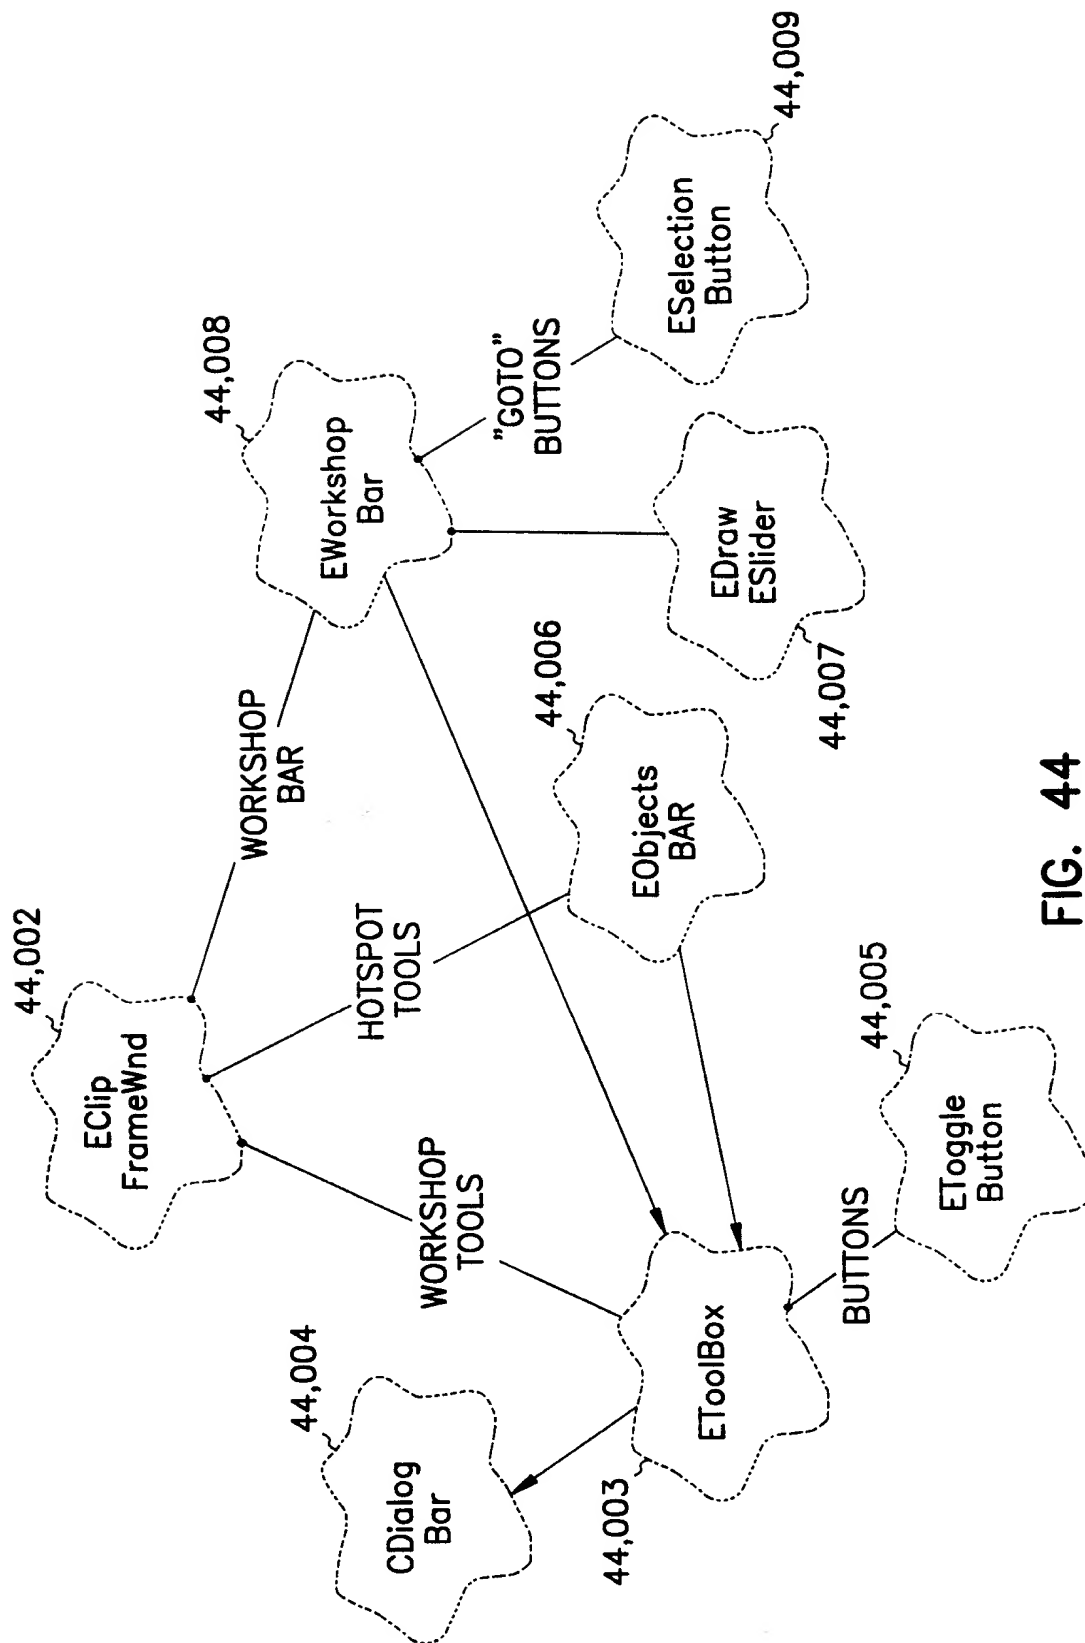 44,002
EClip
FrameWnd
WORKSHOP
BAR
44,008
EWorkshop
Bar
44,004
CDialog
Bar
WORKSHOP
TOOLS
HOTSPOT
TOOLS
"GOTO"
BUTTONS
44,003
EToolBox
44,006
EObjects
BAR
EDraw
ESlider
44,007
ESelection
Button
44,009
BUTTONS
44,005
EToggle
Button
FIG. 44